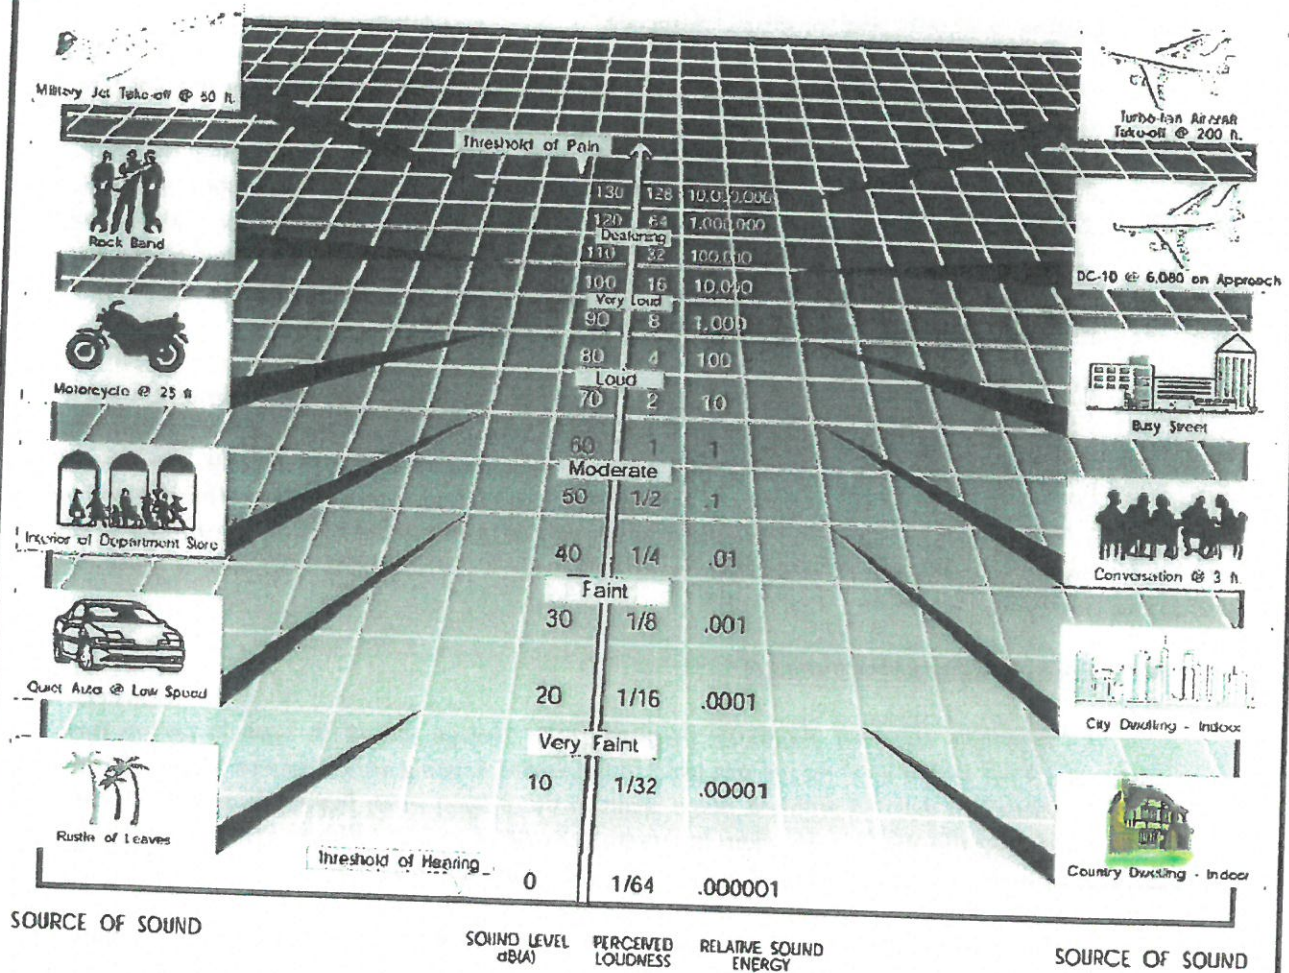 Military Jet Take-off @ 50 ft.
Turbo-fan Aircraft
Take-off @ 200 ft.
Threshold of Pain
130 128 10,000,000
Rock Band
120 64 1,000,000
Deafening
110 32 100,000
DC-10 @ 6,080 on Approach
100 16 10,000
Very Loud
90 8 1,000
80 4 100
Motorcycle @ 25 ft
Loud
70 2 10
Busy Street
60 1 1
Moderate
50 1/2 .1
Interior of Department Store
40 1/4 .01
Conversation @ 3 ft.
Faint
30 1/8 .001
Quiet Auto @ Low Speed
20 1/16 .0001
City Dwelling - Indoor
Very Faint
10 1/32 .00001
Rustle of Leaves
Threshold of Hearing
Country Dwelling - Indoor
0 1/64 .000001
SOURCE OF SOUND
SOUND LEVEL
dB(A)
PERCEIVED
LOUDNESS
RELATIVE SOUND
ENERGY
SOURCE OF SOUND